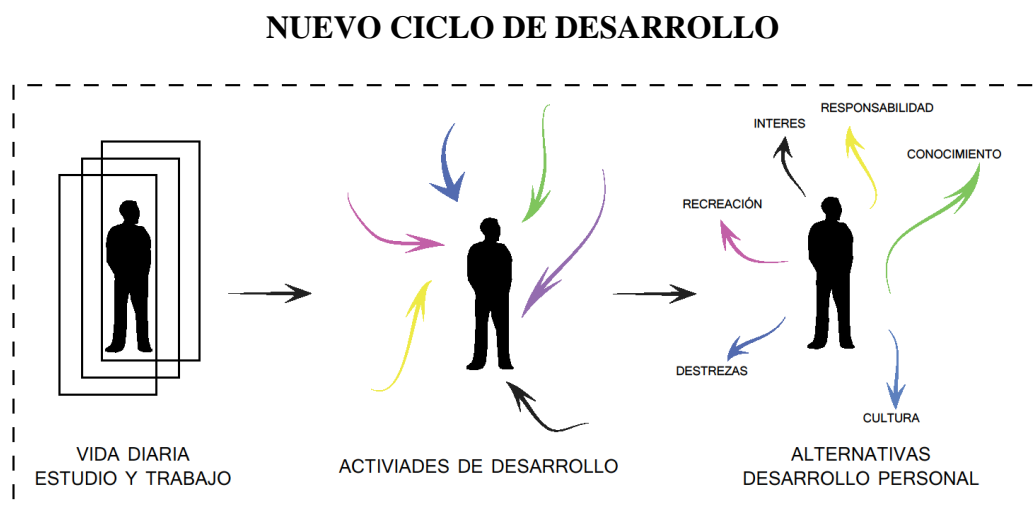 NUEVO CICLO DE DESARROLLO
RESPONSABILIDAD
INTERES
CONOCIMIENTO
RECREACIÓN
DESTREZAS
CULTURA
VIDA DIARIA
ESTUDIO Y TRABAJO
ACTIVIADES DE DESARROLLO
ALTERNATIVAS
DESARROLLO PERSONAL